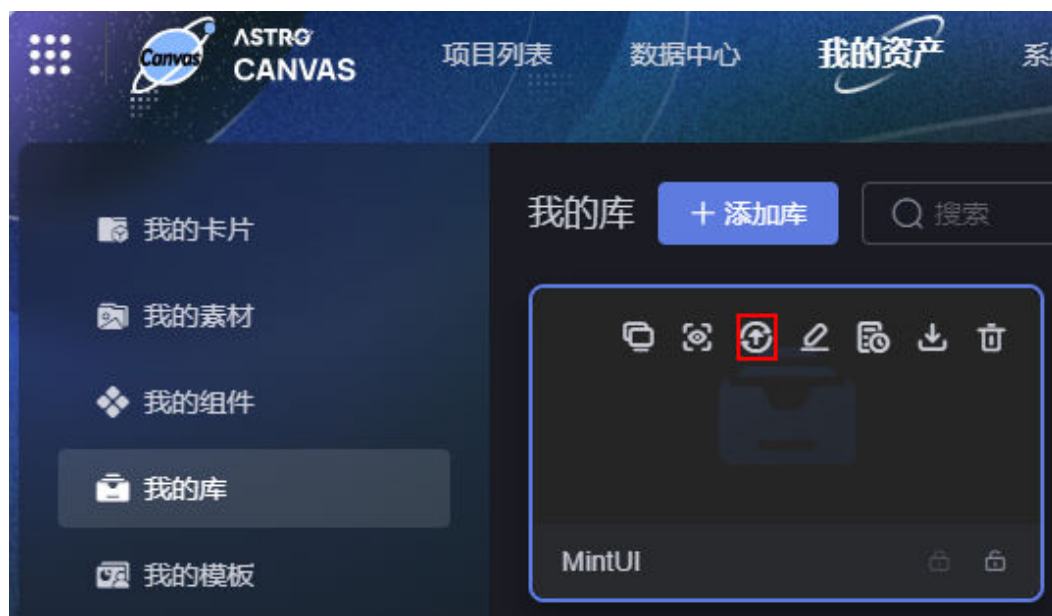 Canvas
ASTRO
CANVAS
项目列表
数据中心
我的资产
我的卡片
我的素材
我的组件
我的库
我的模板
我的库
+ 添加库
搜索
MintUI